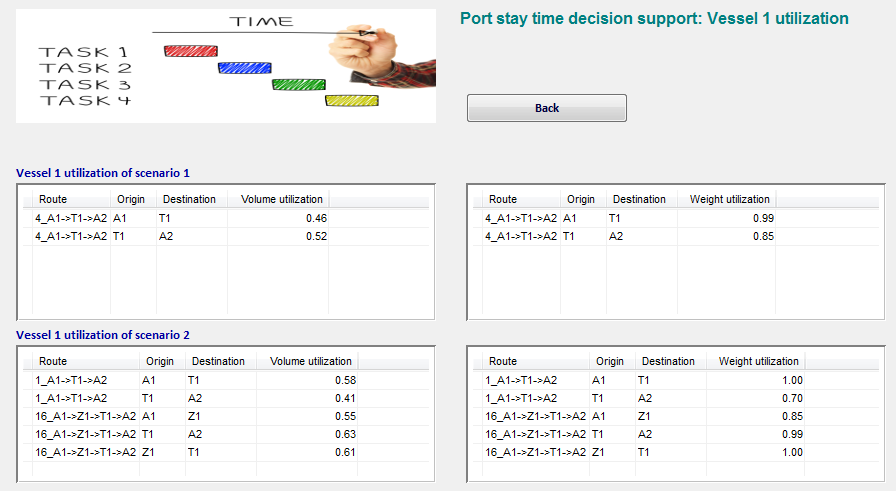 TIME
TASK 1
TASK 2
TASK 3
TASK 4
Port stay time decision support: Vessel 1 utilization
Back
Vessel 1 utilization of scenario 1
Route Origin Destination Volume utilization
4_A1->T1->A2 A1 T1 0.46
4_A1->T1->A2 T1 A2 0.52
Route Origin Destination Weight utilization
4_A1->T1->A2 A1 T1 0.99
4_A1->T1->A2 T1 A2 0.85
Vessel 1 utilization of scenario 2
Route Origin Destination Volume utilization
1_A1->T1->A2 A1 T1 0.58
1_A1->T1->A2 T1 A2 0.41
16_A1->Z1->T1->A2 A1 Z1 0.55
16_A1->Z1->T1->A2 T1 A2 0.63
16_A1->Z1->T1->A2 Z1 T1 0.61
Route Origin Destination Weight utilization
1_A1->T1->A2 A1 T1 1.00
1_A1->T1->A2 T1 A2 0.70
16_A1->Z1->T1->A2 A1 Z1 0.85
16_A1->Z1->T1->A2 T1 A2 0.99
16_A1->Z1->T1->A2 Z1 T1 1.00